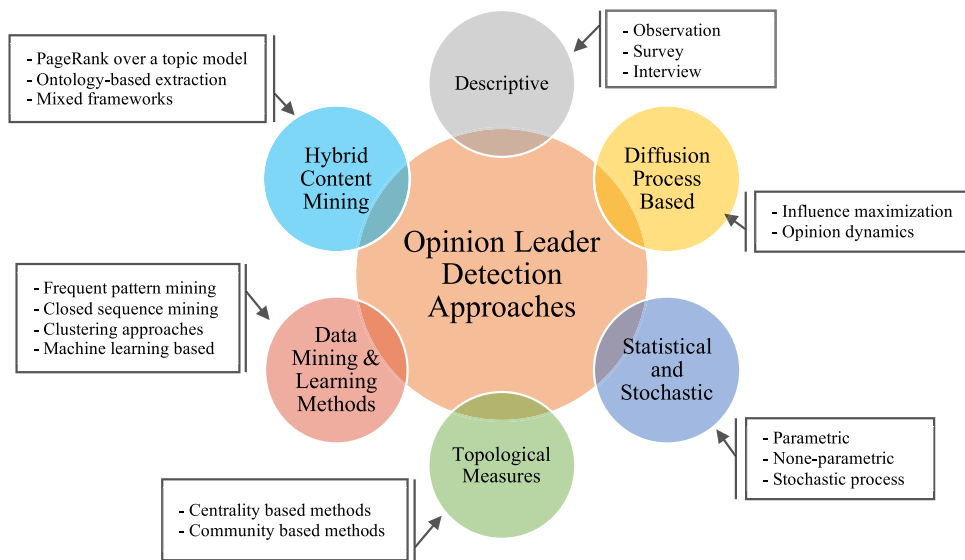 - PageRank over a topic model
- Ontology-based extraction
- Mixed frameworks
Descriptive
- Observation
- Survey
- Interview
Hybrid
Content
Mining
Diffusion
Process
Based
- Influence maximization
- Opinion dynamics
Opinion Leader
Detection
Approaches
- Frequent pattern mining
- Closed sequence mining
- Clustering approaches
- Machine learning based
Data
Mining &
Learning
Methods
Statistical
and
Stochastic
- Parametric
- None-parametric
- Stochastic process
Topological
Measures
- Centrality based methods
- Community based methods